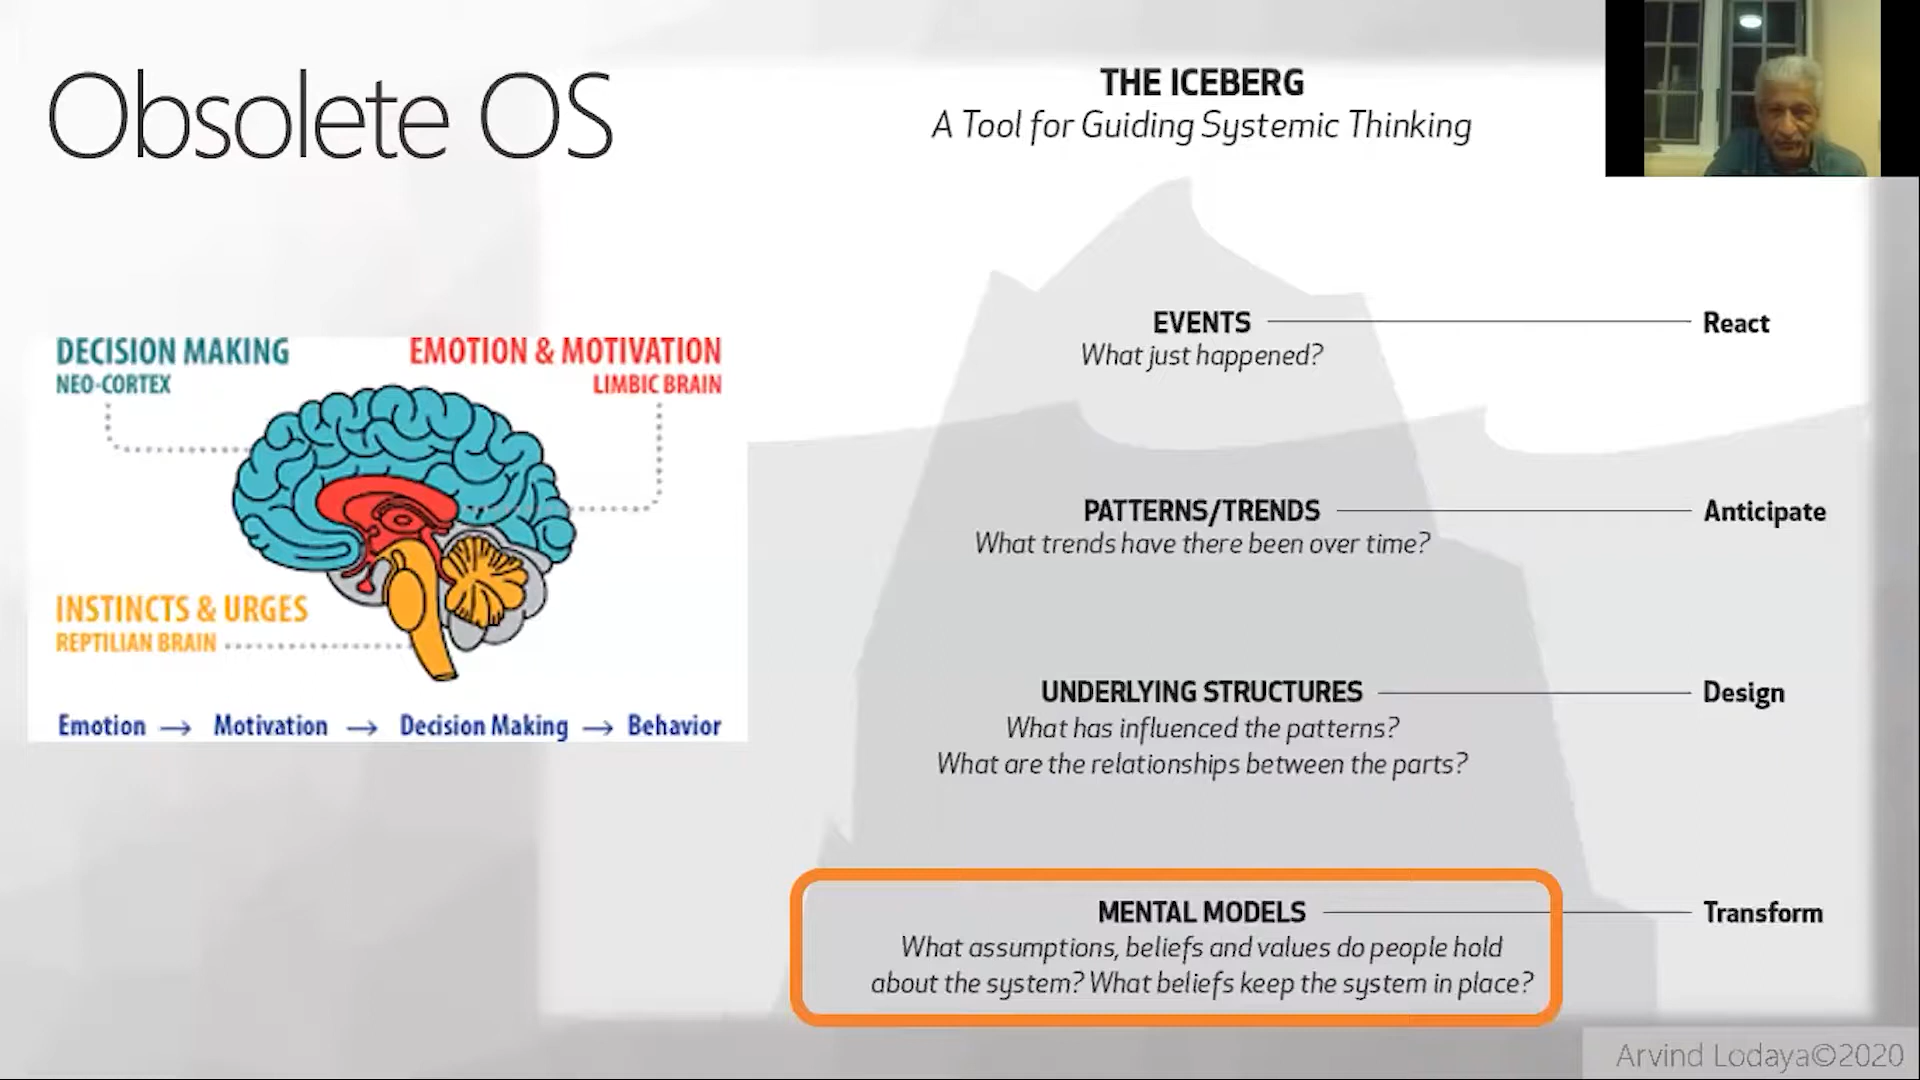 Obsolete OS
THE ICEBERG
A Tool for Guiding Systemic Thinking
DECISION MAKING
NEO-CORTEX
EMOTION & MOTIVATION
LIMBIC BRAIN
INSTINCTS & URGES
REPTILIAN BRAIN
Emotion → Motivation → Decision Making → Behavior
EVENTS
What just happened?
React
PATTERNS/TRENDS
What trends have there been over time?
Anticipate
UNDERLYING STRUCTURES
What has influenced the patterns?
What are the relationships between the parts?
Design
MENTAL MODELS
What assumptions, beliefs and values do people hold
about the system? What beliefs keep the system in place?
Transform
Arvind Lodaya©2020